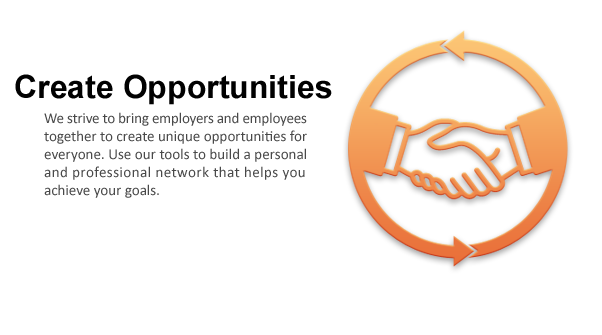 Create Opportunities
We strive to bring employers and employees
together to create unique opportunities for
everyone. Use our tools to build a personal
and professional network that helps you
achieve your goals.